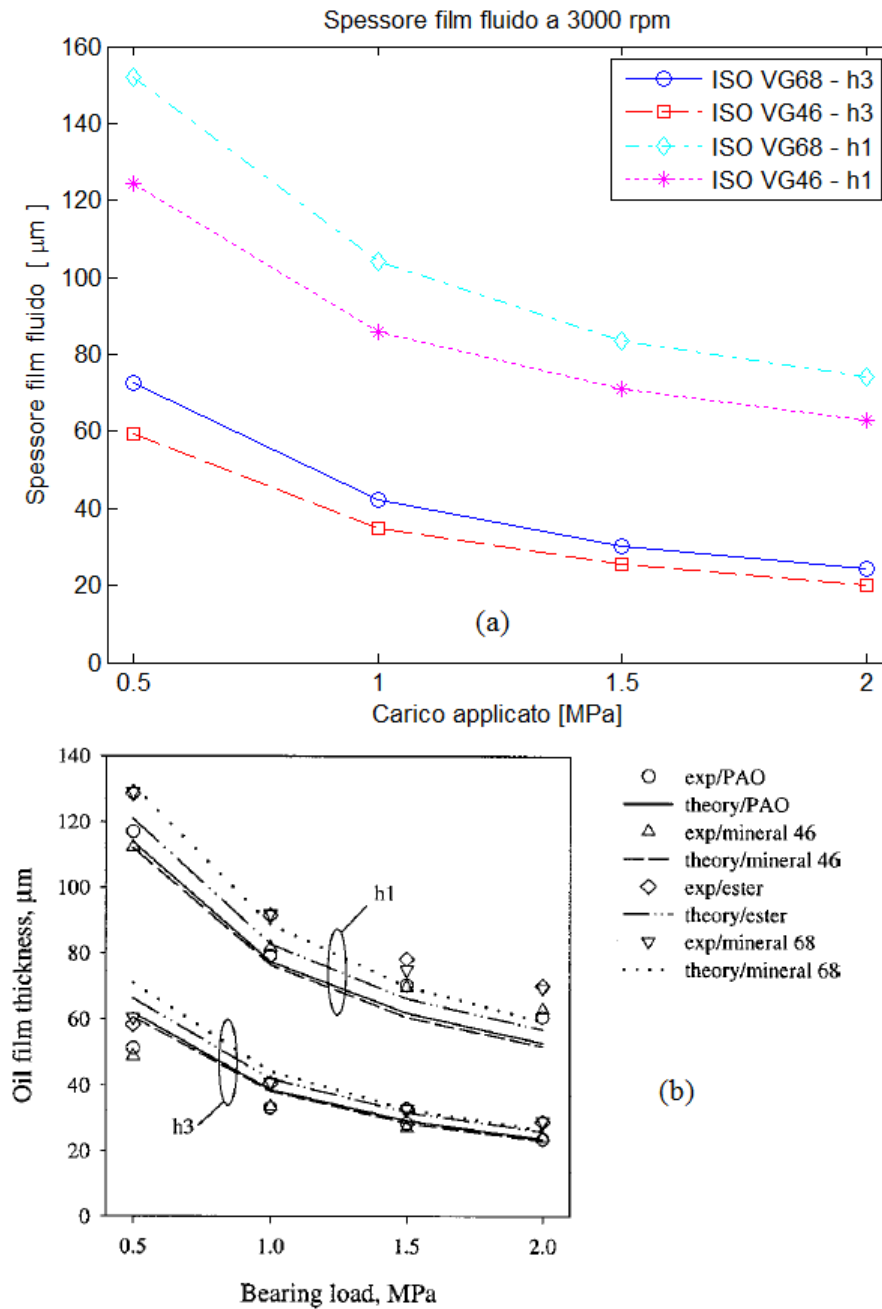 Spessore film fluido a 3000 rpm
160
140
120
100
80
60
40
20
0
Spessore film fluido [ μm]
ISO VG68 - h3
ISO VG46 - h3
ISO VG68 - h1
ISO VG46 - h1
(a)
0.5 1 1.5 2
Carico applicato [MPa]
140
120
100
80
60
40
20
0
Oil film thickness, μm
h1
h3
exp/PAO
theory/PAO
exp/mineral 46
theory/mineral 46
exp/ester
theory/ester
exp/mineral 68
theory/mineral 68
(b)
0.5 1.0 1.5 2.0
Bearing load, MPa